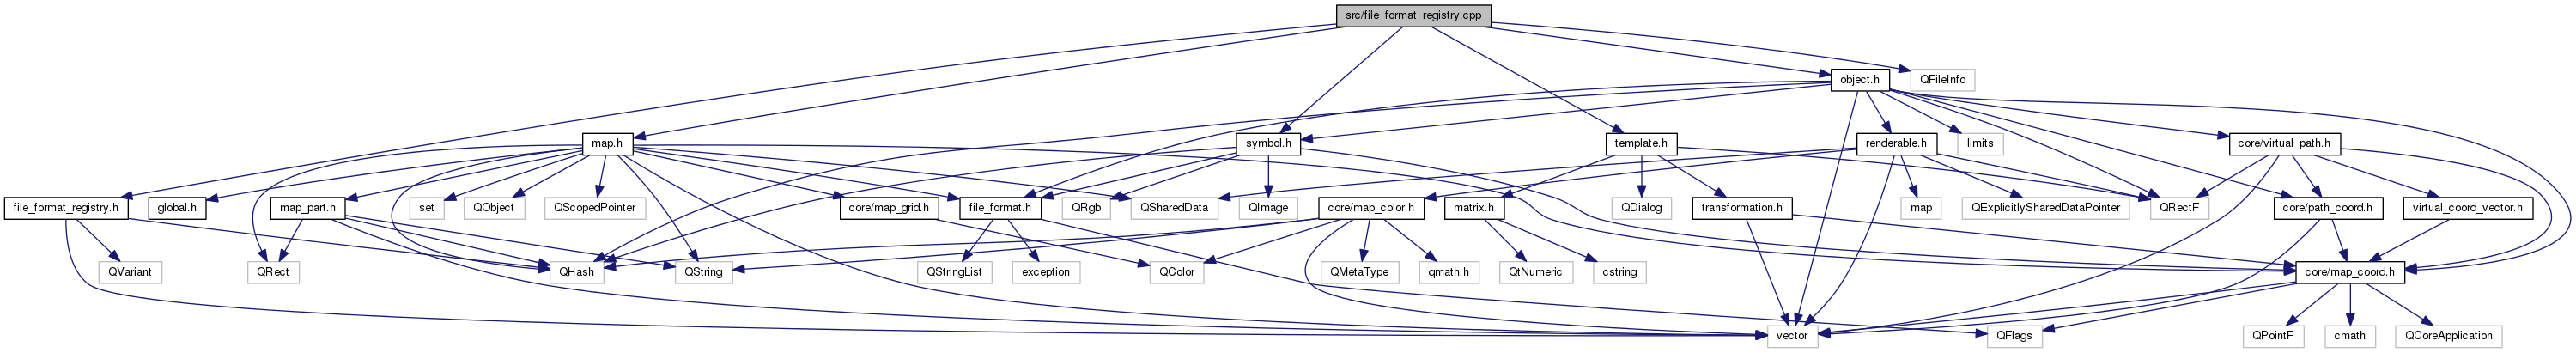 src/file_format_registry.cpp
object.h
QFileInfo
map.h
symbol.h
template.h
renderable.h
limits
core/virtual_path.h
file_format_registry.h
global.h
map_part.h
set
QObject
QScopedPointer
core/map_grid.h
file_format.h
QRgb
QSharedData
QImage
core/map_color.h
matrix.h
QDialog
transformation.h
map
QExplicitlySharedDataPointer
QRectF
core/path_coord.h
virtual_coord_vector.h
QVariant
QRect
QHash
QString
QStringList
exception
QColor
QMetaType
qmath.h
QtNumeric
cstring
core/map_coord.h
vector
QFlags
QPointF
cmath
QCoreApplication